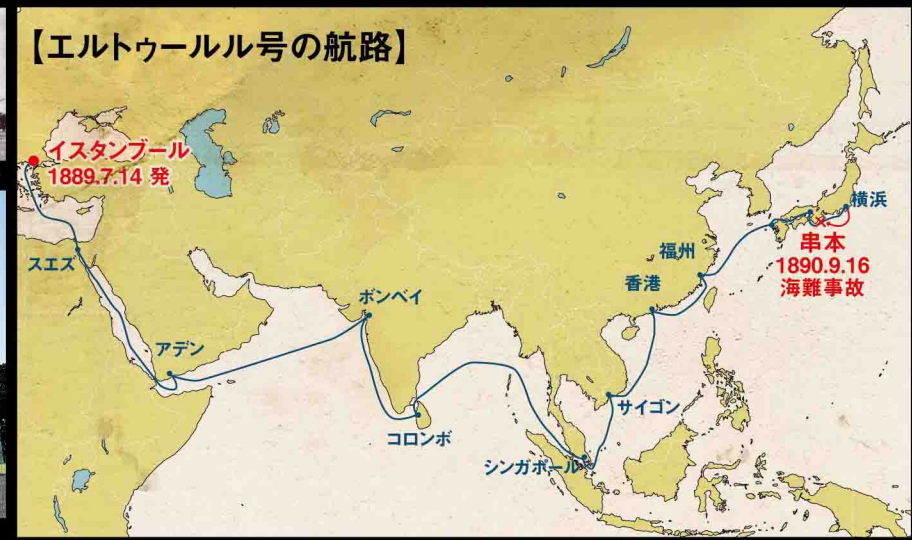 【エルトゥールル号の航路】
イスタンブール
1889.7.14 発
スエズ
アデン
ボンベイ
コロンボ
シンガポール
サイゴン
香港
福州
横浜
串本
1890.9.16
海難事故